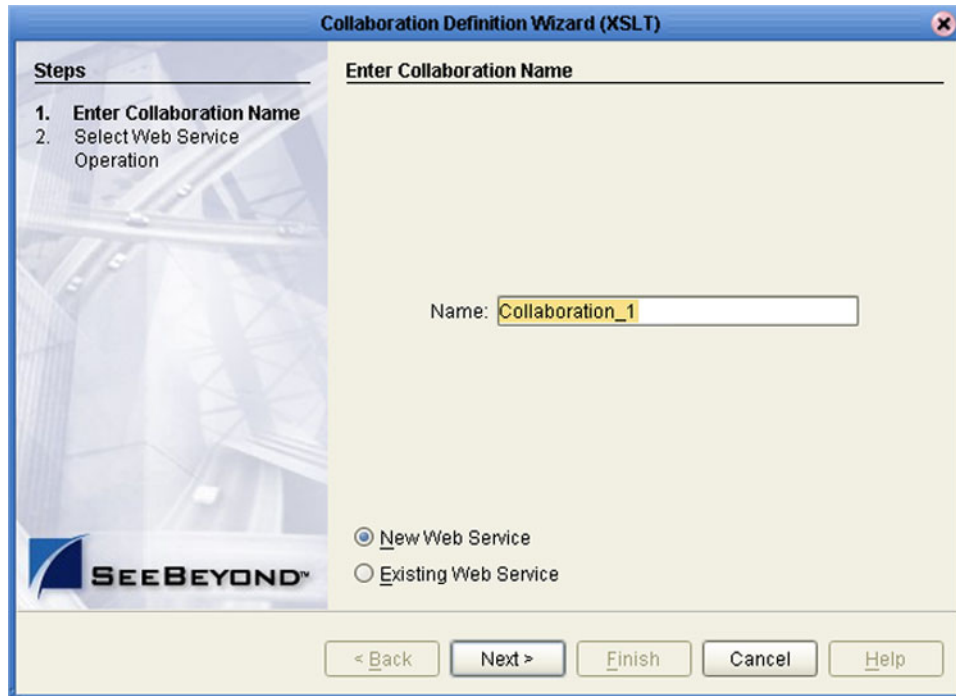 Collaboration Definition Wizard (XSLT)
Steps
1. Enter Collaboration Name
2. Select Web Service
Operation
Enter Collaboration Name
Name: Collaboration_1
New Web Service
Existing Web Service
SEEBEYOND™
< Back Next > Finish Cancel Help